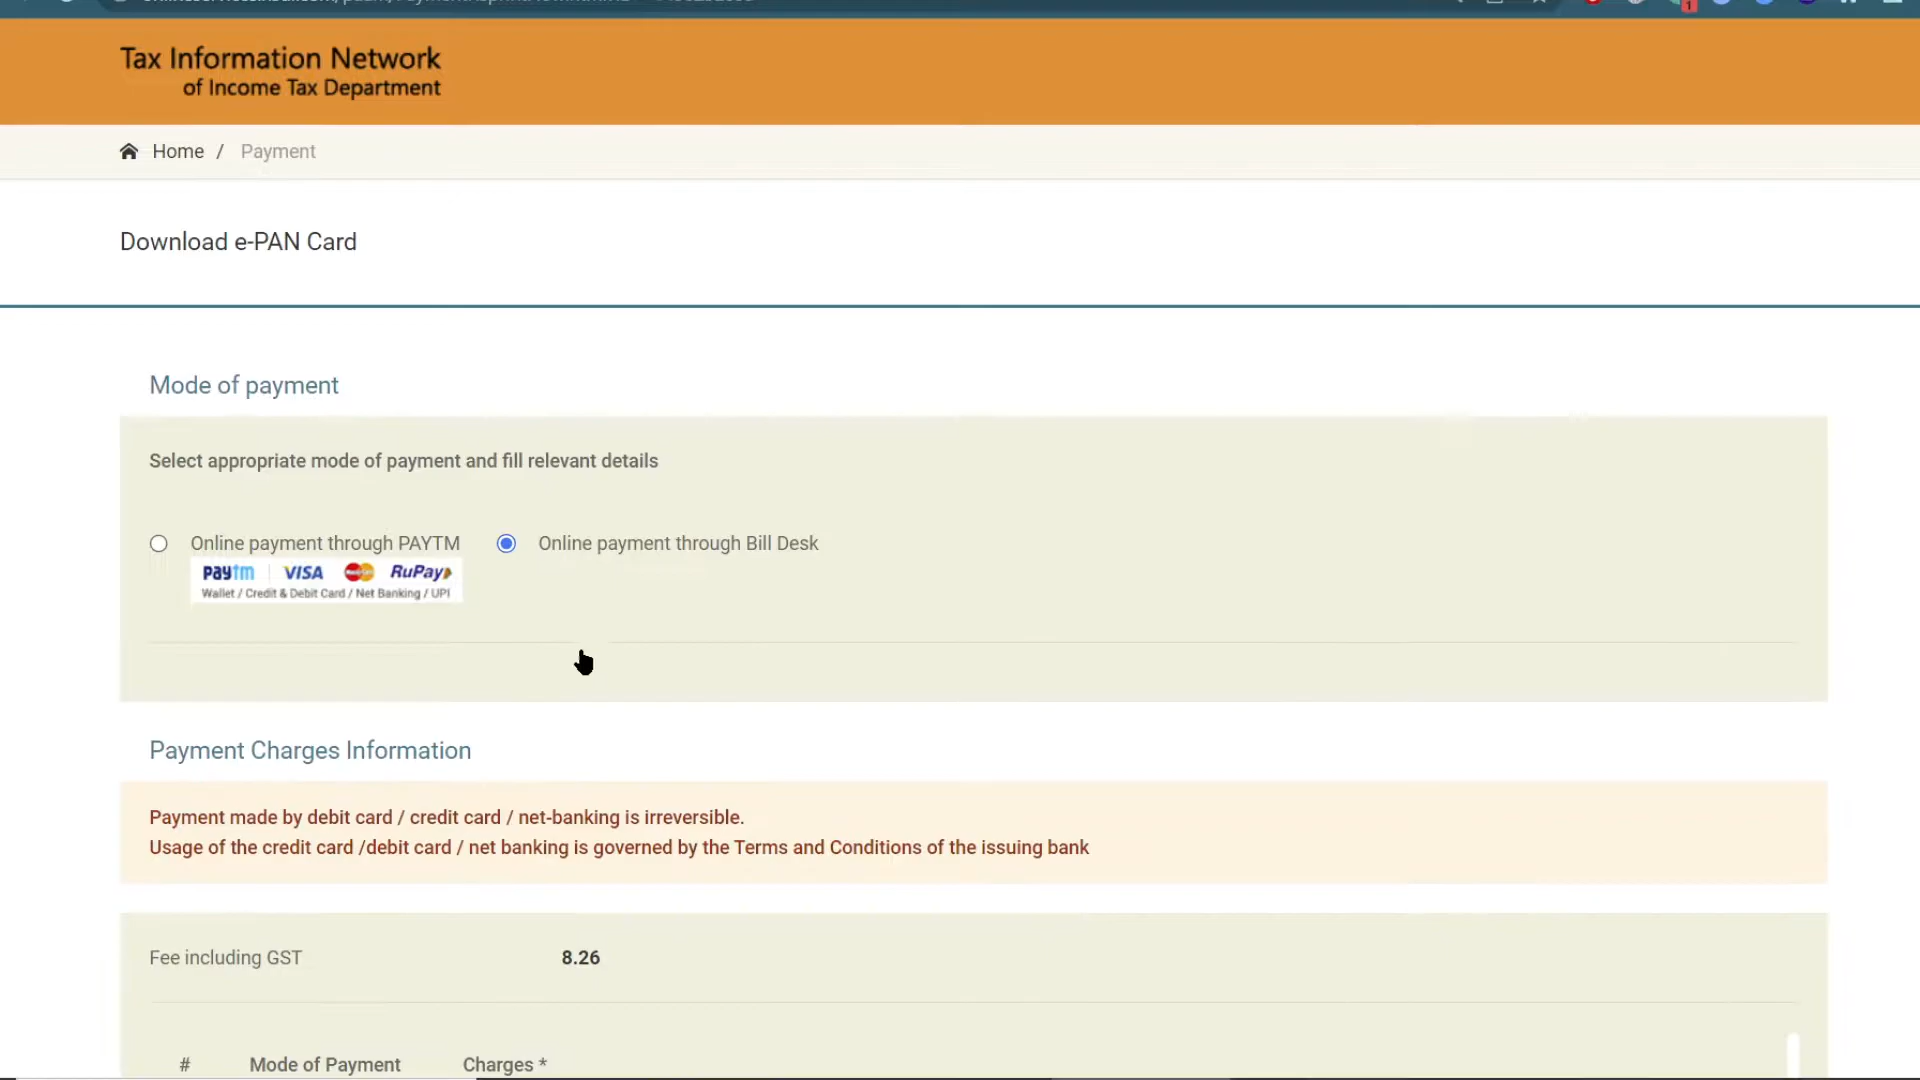 1
Tax Information Network
of Income Tax Department
Home / Payment
Download e-PAN Card
Mode of payment
Select appropriate mode of payment and fill relevant details
Online payment through PAYTM
Online payment through Bill Desk
Paytm VISA RuPay
Wallet / Credit & Debit Card / Net Banking / UPI
Payment Charges Information
Payment made by debit card / credit card / net-banking is irreversible.
Usage of the credit card /debit card / net banking is governed by the Terms and Conditions of the issuing bank
Fee including GST 8.26
# Mode of Payment Charges *